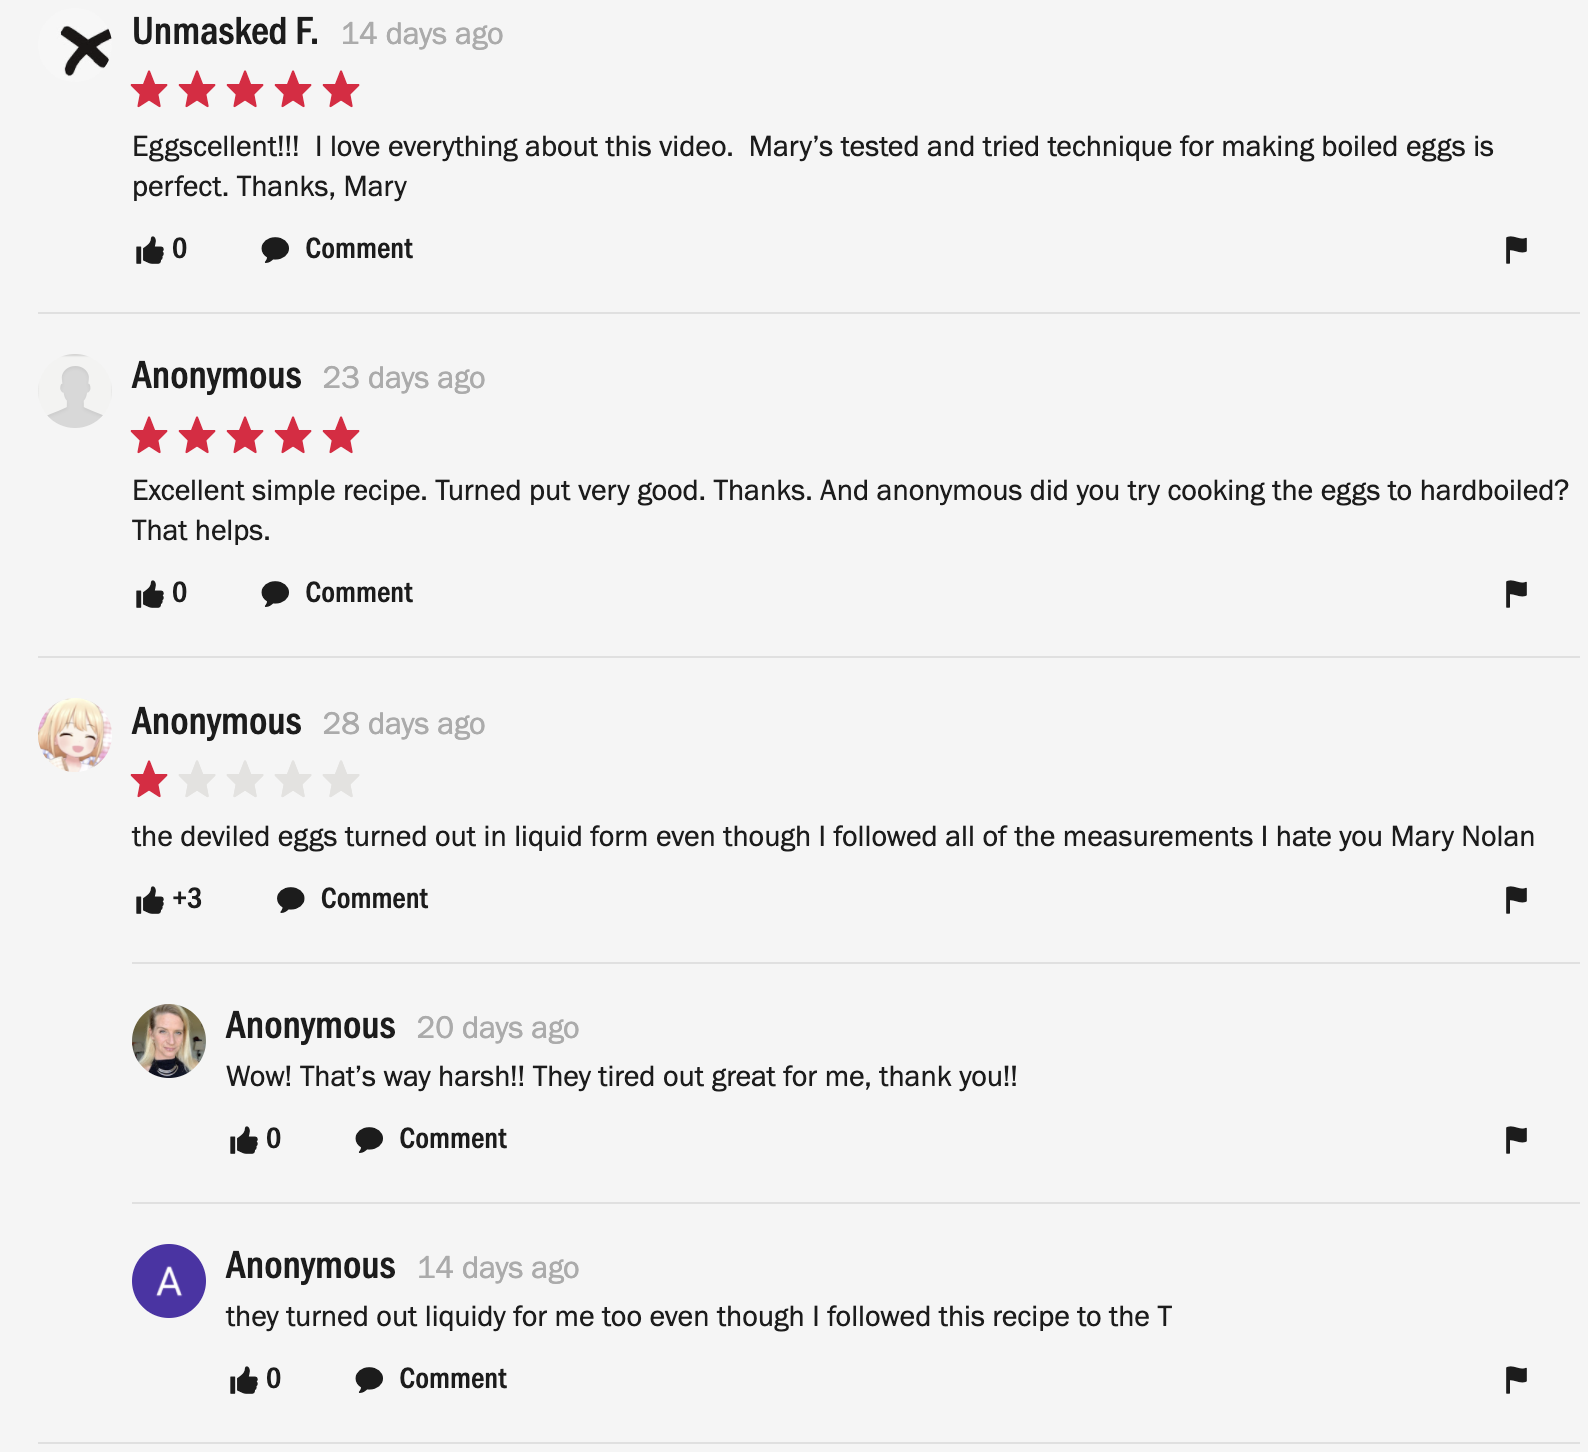 Unmasked F. 14 days ago
Eggscellent!!!  I love everything about this video.  Mary’s tested and tried technique for making boiled eggs is
perfect. Thanks, Mary
0 Comment
Anonymous 23 days ago
Excellent simple recipe. Turned put very good. Thanks. And anonymous did you try cooking the eggs to hardboiled?
That helps.
0 Comment
Anonymous 28 days ago
the deviled eggs turned out in liquid form even though I followed all of the measurements I hate you Mary Nolan
+3 Comment
Anonymous 20 days ago
Wow! That’s way harsh!! They tired out great for me, thank you!!
0 Comment
A
Anonymous 14 days ago
they turned out liquidy for me too even though I followed this recipe to the T
0 Comment